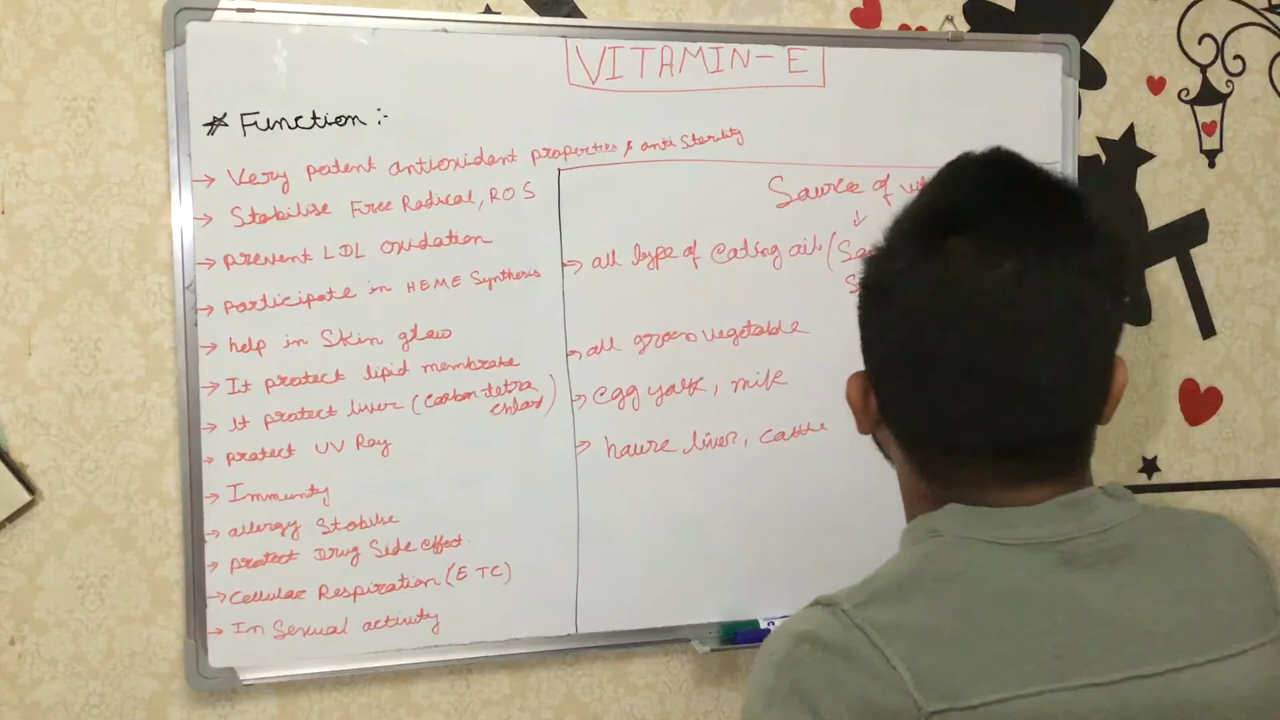 VITAMIN-E
* Function :-
→ Very potent antioxidant properties & anti Sterility
→ Stabilise Free Radical, ROS
→ prevent LDL oxidation
→ participate in HEME Synthesis
→ help in Skin glow
→ It protect lipid membrane
→ It protect liver (Carbon-tetra
chlor)
→ protect UV Ray
→ Immunity
→ allergy Stabilise
→ protect Drug Side effect.
→ Cellular Respiration (ETC)
→ In Sexual activity
Source of
↓
→ all type of eating oil (
→ all green vegetable
→ egg yolk, milk
→ liver, cattle